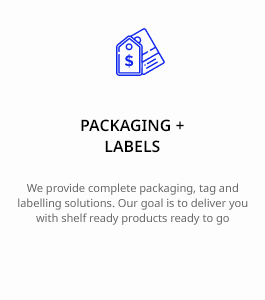 $
PACKAGING +
LABELS
We provide complete packaging, tag and
labelling solutions. Our goal is to deliver you
with shelf ready products ready to go